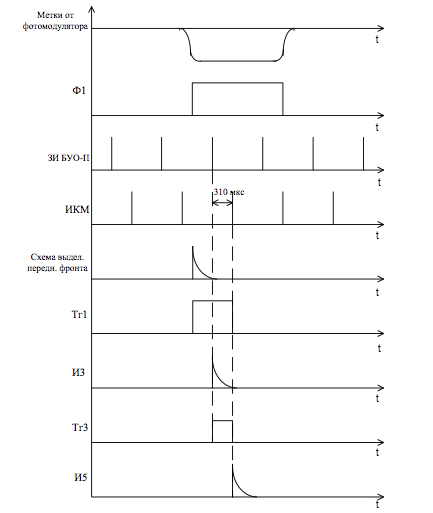 Метки от
фотомодулятора
t
Ф1
t
ЗИ БУО-П
t
310 мкс
ИКМ
t
Схема выдел.
передн. фронта
t
Тг1
t
И3
t
Тг3
t
И5
t